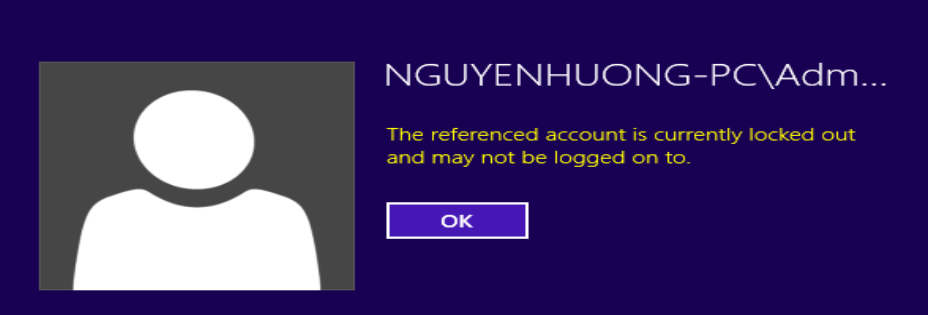 NGUYENHUONG-PC\Adm...
The referenced account is currently locked out
and may not be logged on to.
OK